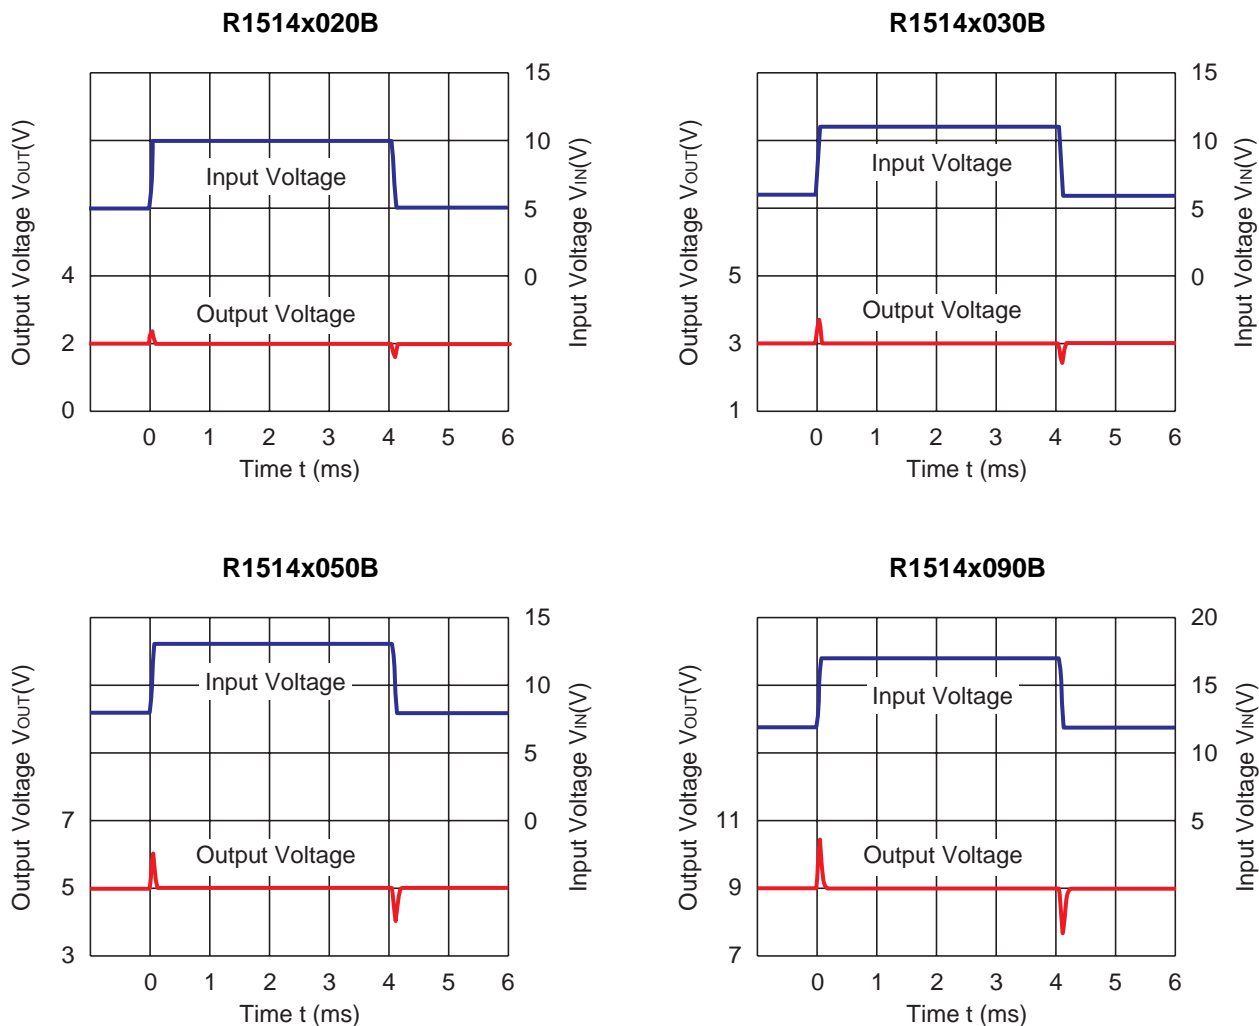 R1514x020B
Output Voltage VOUT(V)
4
2
0
15
10
5
0
Input Voltage VIN(V)
Input Voltage
Output Voltage
0 1 2 3 4 5 6
Time t (ms)
R1514x030B
Output Voltage VOUT(V)
5
3
1
15
10
5
0
Input Voltage VIN(V)
Input Voltage
Output Voltage
0 1 2 3 4 5 6
Time t (ms)
R1514x050B
Output Voltage VOUT(V)
7
5
3
15
10
5
0
Input Voltage VIN(V)
Input Voltage
Output Voltage
0 1 2 3 4 5 6
Time t (ms)
R1514x090B
Output Voltage VOUT(V)
11
9
7
20
15
10
5
Input Voltage VIN(V)
Input Voltage
Output Voltage
0 1 2 3 4 5 6
Time t (ms)